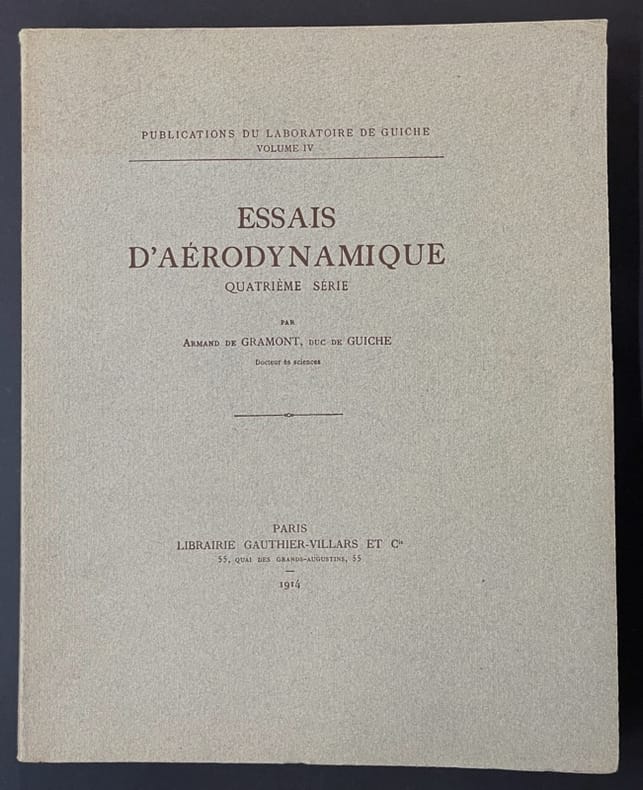 PUBLICATIONS DU LABORATOIRE DE GUICHE
VOLUME IV
ESSAIS
D'AÉRODYNAMIQUE
QUATRIÈME SÉRIE
PAR
ARMAND DE GRAMONT, DUC DE GUICHE
Docteur ès sciences
PARIS
LIBRAIRIE GAUTHIER-VILLARS ET Cie
55, QUAI DES GRANDS-AUGUSTINS, 55
1914